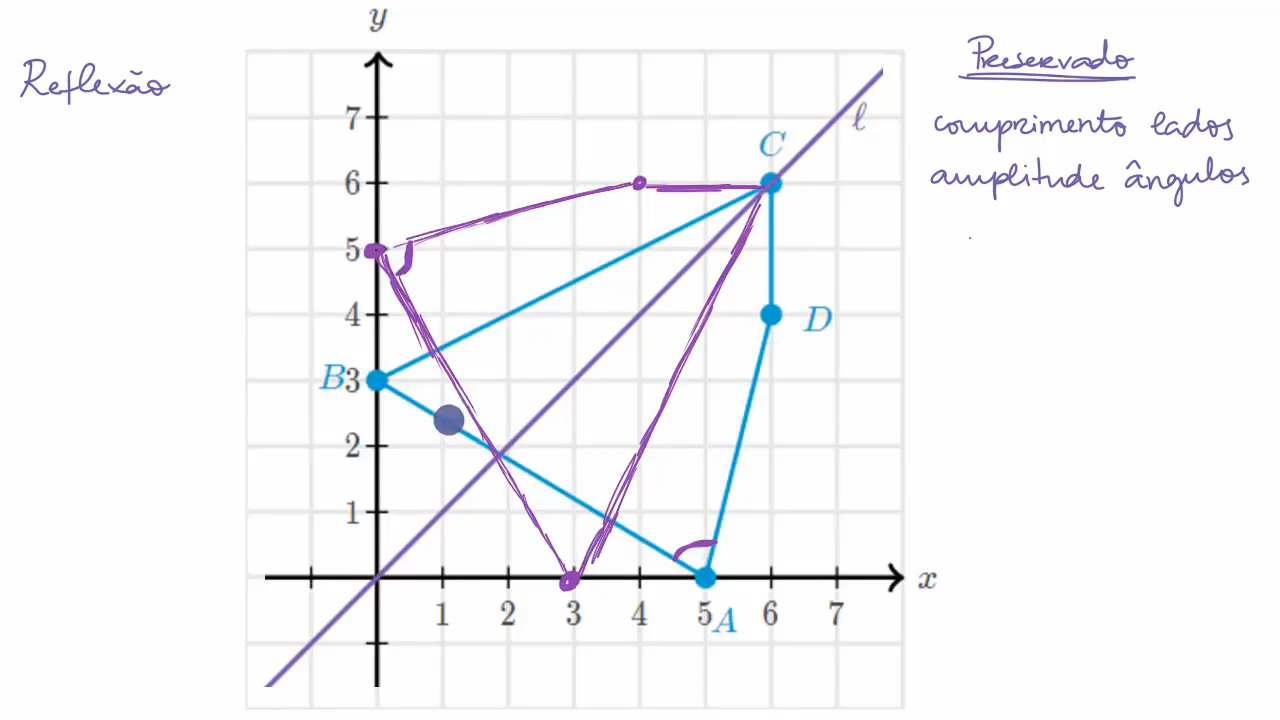 Reflexão
Preservado
comprimento lados
amplitude ângulos
y
7
6
5
4
3
2
1
1 2 3 4 5 6 7
x
ℓ
C
D
B
A